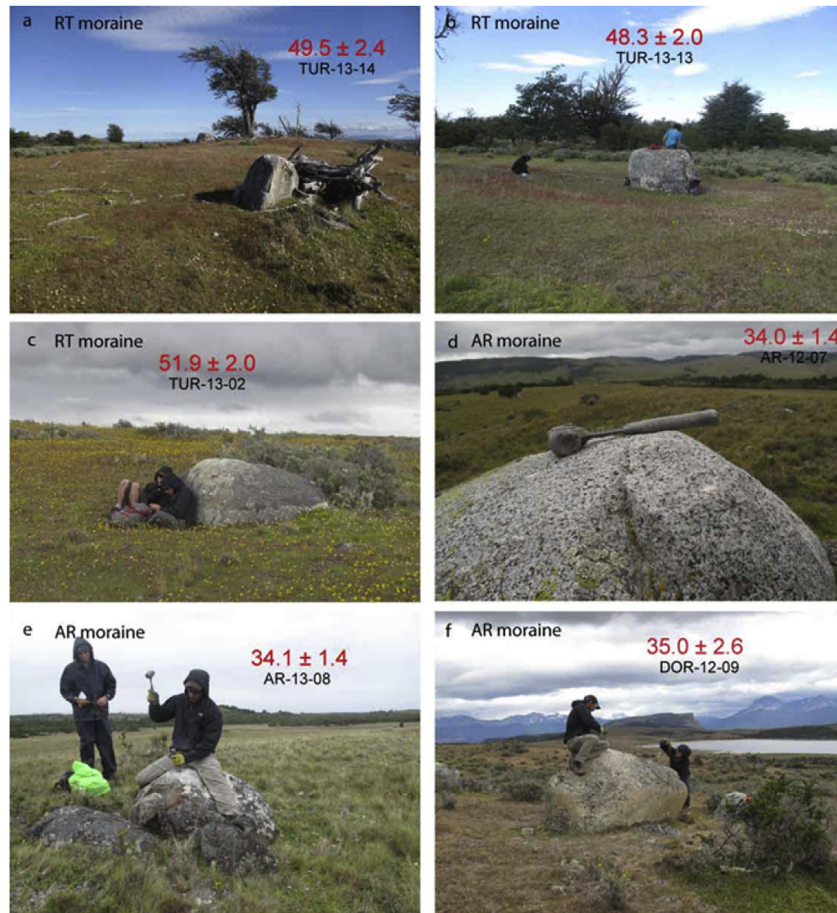 a RT moraine
49.5 ± 2.4
TUR-13-14
b RT moraine
48.3 ± 2.0
TUR-13-13
c RT moraine
51.9 ± 2.0
TUR-13-02
d AR moraine
34.0 ± 1.4
AR-12-07
e AR moraine
34.1 ± 1.4
AR-13-08
f AR moraine
35.0 ± 2.6
DOR-12-09